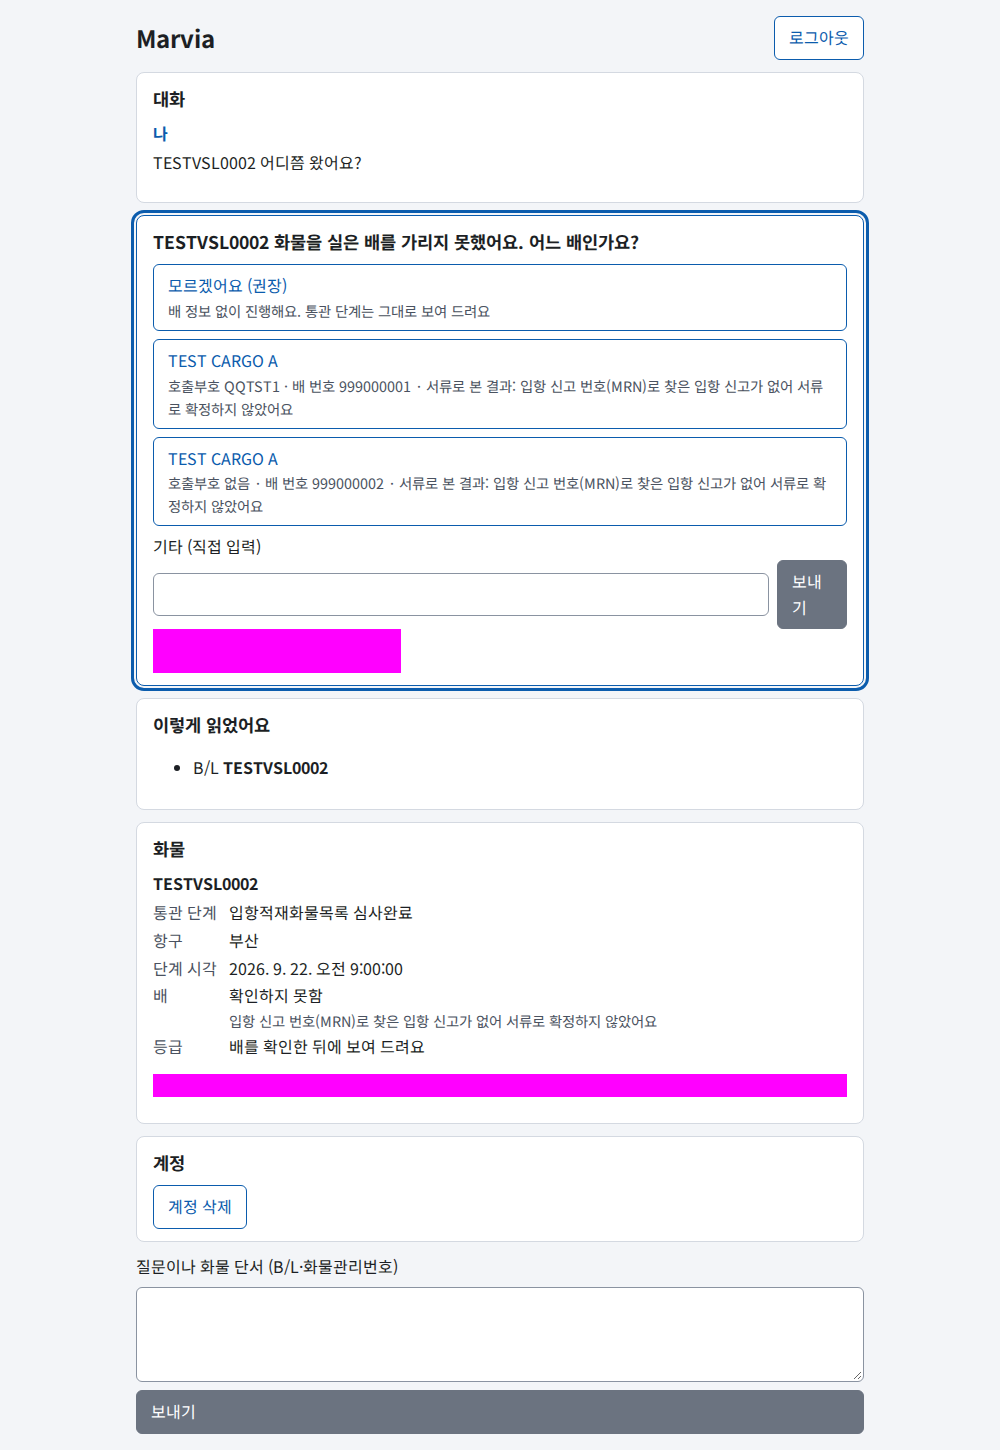 Marvia
로그아웃
대화
나
TESTVSL0002 어디쯤 왔어요?
TESTVSL0002 화물을 실은 배를 가리지 못했어요. 어느 배인가요?
모르겠어요 (권장)
배 정보 없이 진행해요. 통관 단계는 그대로 보여 드려요
TEST CARGO A
호출부호 QQTST1 · 배 번호 999000001 · 서류로 본 결과: 입항 신고 번호(MRN)로 찾은 입항 신고가 없어 서류
로 확정하지 않았어요
TEST CARGO A
호출부호 없음 · 배 번호 999000002 · 서류로 본 결과: 입항 신고 번호(MRN)로 찾은 입항 신고가 없어 서류로 확
정하지 않았어요
기타 (직접 입력)
보내
기
이렇게 읽었어요
• B/L TESTVSL0002
화물
TESTVSL0002
통관 단계 입항적재화물목록 심사완료
항구 부산
단계 시각 2026. 9. 22. 오전 9:00:00
배 확인하지 못함
입항 신고 번호(MRN)로 찾은 입항 신고가 없어 서류로 확정하지 않았어요
등급 배를 확인한 뒤에 보여 드려요
계정
계정 삭제
질문이나 화물 단서 (B/L·화물관리번호)
보내기